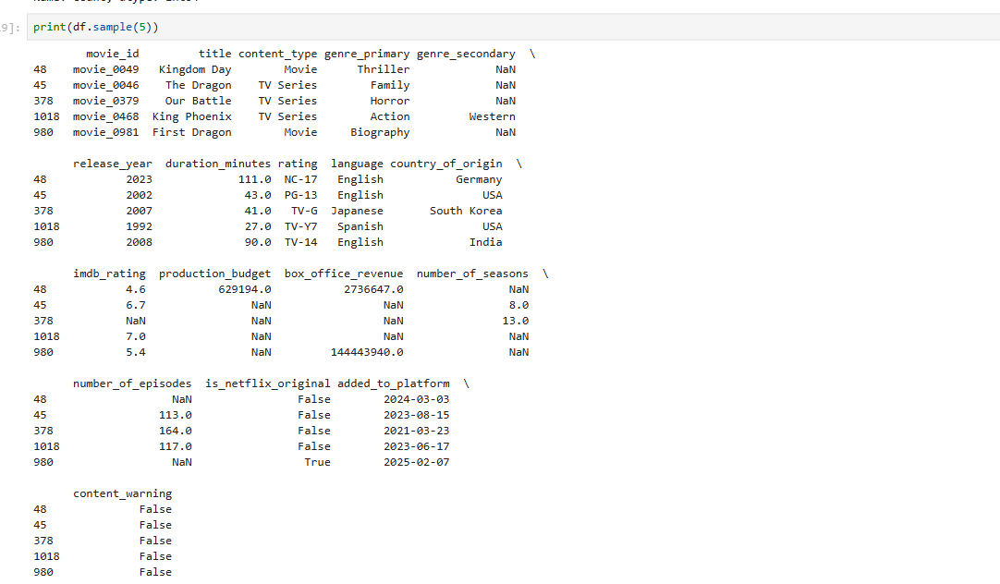 9]: print(df.sample(5))
movie_id title content_type genre_primary genre_secondary \
48 movie_0049 Kingdom Day Movie Thriller NaN
45 movie_0046 The Dragon TV Series Family NaN
378 movie_0379 Our Battle TV Series Horror NaN
1018 movie_0468 King Phoenix TV Series Action Western
980 movie_0981 First Dragon Movie Biography NaN
release_year duration_minutes rating language country_of_origin \
48 2023 111.0 NC-17 English Germany
45 2002 43.0 PG-13 English USA
378 2007 41.0 TV-G Japanese South Korea
1018 1992 27.0 TV-Y7 Spanish USA
980 2008 90.0 TV-14 English India
imdb_rating production_budget box_office_revenue number_of_seasons \
48 4.6 629194.0 2736647.0 NaN
45 6.7 NaN NaN 8.0
378 NaN NaN NaN 13.0
1018 7.0 NaN NaN NaN
980 5.4 NaN 144443940.0 NaN
number_of_episodes is_netflix_original added_to_platform \
48 NaN False 2024-03-03
45 113.0 False 2023-08-15
378 164.0 False 2021-03-23
1018 117.0 False 2023-06-17
980 NaN True 2025-02-07
content_warning
48 False
45 False
378 False
1018 False
980 False